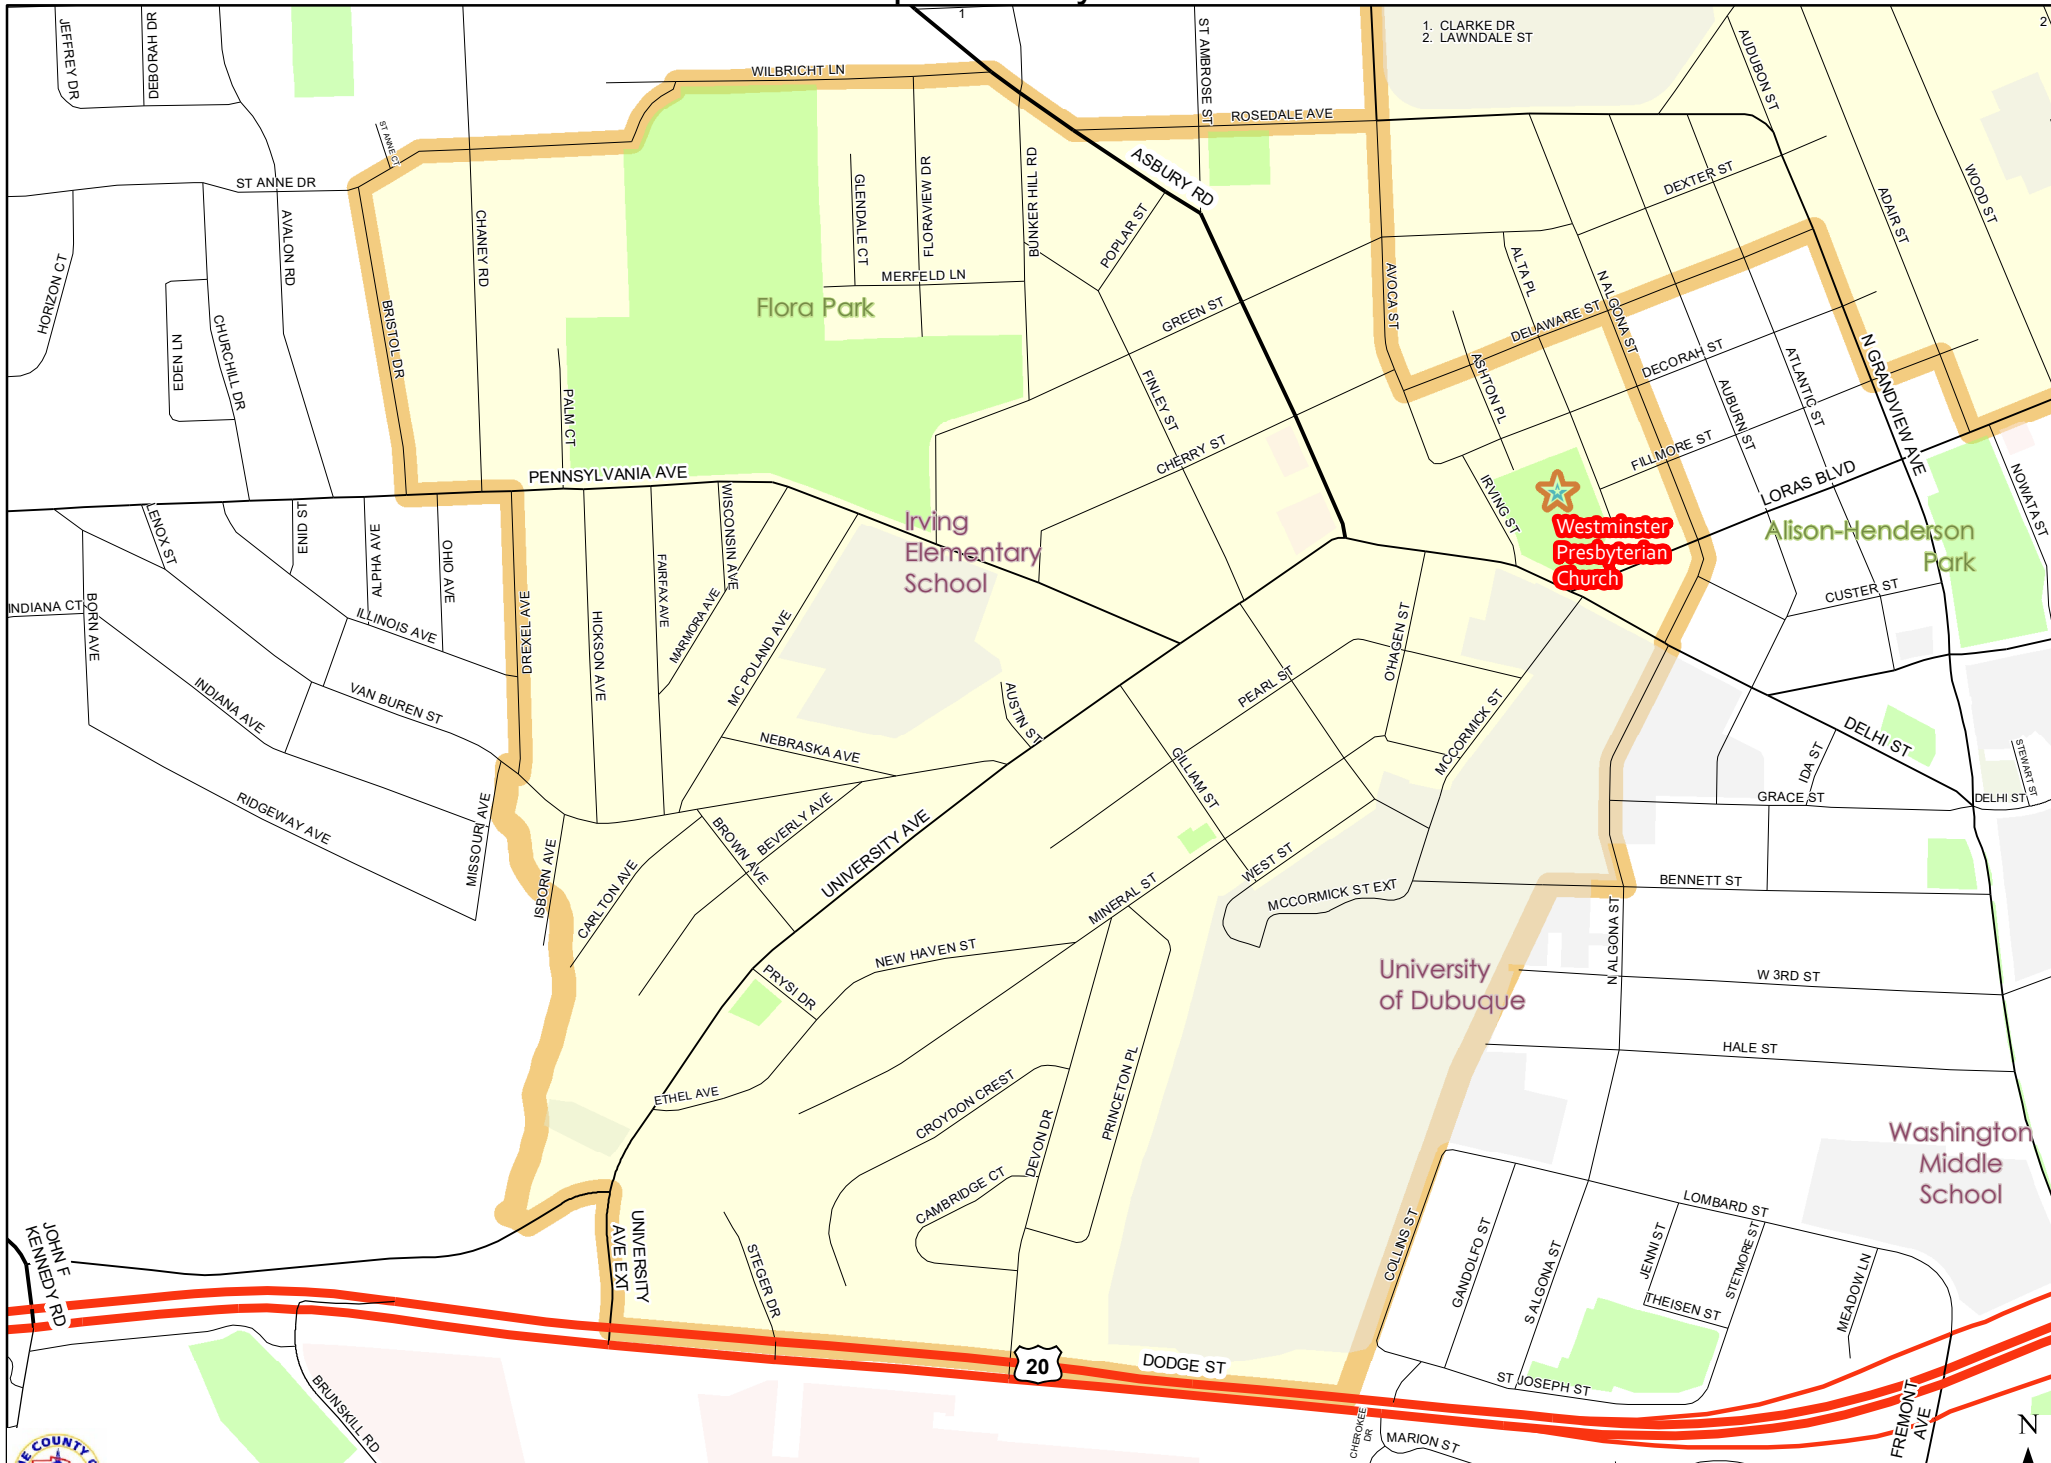 1
1. CLARKE DR
2. LAWNDALE ST
2
JEFFREY DR
DEBORAH DR
WILBRICHT LN
ST AMBROSE ST
ROSEDALE AVE
AUDUBON ST
ST ANNE CT
ST ANNE DR
ASBURY RD
DEXTER ST
WOOD ST
ADAIR ST
AVALON RD
CHANEY RD
GLENDALE CT
FLORAVIEW DR
BUNKER HILL RD
POPLAR ST
MERFELD LN
HORIZON CT
BRISTOL DR
Flora Park
GREEN ST
AVOCA ST
ALTA PL
N ALGONA ST
DELAWARE ST
EDEN LN
CHURCHILL DR
PALM CT
FINLEY ST
CHERRY ST
ASHTON PL
DECORAH ST
AUBURN ST
ATLANTIC ST
N GRANDVIEW AVE
FILLMORE ST
LORAS BLVD
NOWATA ST
PENNSYLVANIA AVE
WISCONSIN AVE
IRVING ST
Westminster
Presbyterian
Church
Alison-Henderson
Park
Irving
Elementary
School
LENOX ST
ENID ST
ALPHA AVE
OHIO AVE
FAIRFAX AVE
MARMORA AVE
MC POLAND AVE
HICKSON AVE
DREXEL AVE
INDIANA CT
BORN AVE
ILLINOIS AVE
CUSTER ST
O'HAGEN ST
PEARL ST
INDIANA AVE
VAN BUREN ST
AUSTIN ST
NEBRASKA AVE
MCCORMICK ST
GILLIAM ST
DELHI ST
IDA ST
STEWART ST
GRACE ST
DELHI ST
RIDGEWAY AVE
MISSOURI AVE
ISBORN AVE
CARLTON AVE
BROWN AVE
BEVERLY AVE
UNIVERSITY AVE
WEST ST
MINERAL ST
MCCORMICK ST EXT
BENNETT ST
N ALGONA ST
NEW HAVEN ST
PRYSI DR
University
of Dubuque
W 3RD ST
HALE ST
ETHEL AVE
CROYDON CREST
DEVON DR
PRINCETON PL
CAMBRIDGE CT
Washington
Middle
School
LOMBARD ST
COLLINS ST
GANDOLFO ST
S ALGONA ST
JENNI ST
STETMORE ST
THEISEN ST
MEADOW LN
JOHN F
KENNEDY RD
UNIVERSITY
AVE EXT
STEGER DR
20
DODGE ST
ST JOSEPH ST
BRUNSKILL RD
CHEROKEE
DR
MARION ST
FREMONT
AVE
N
COUNTY